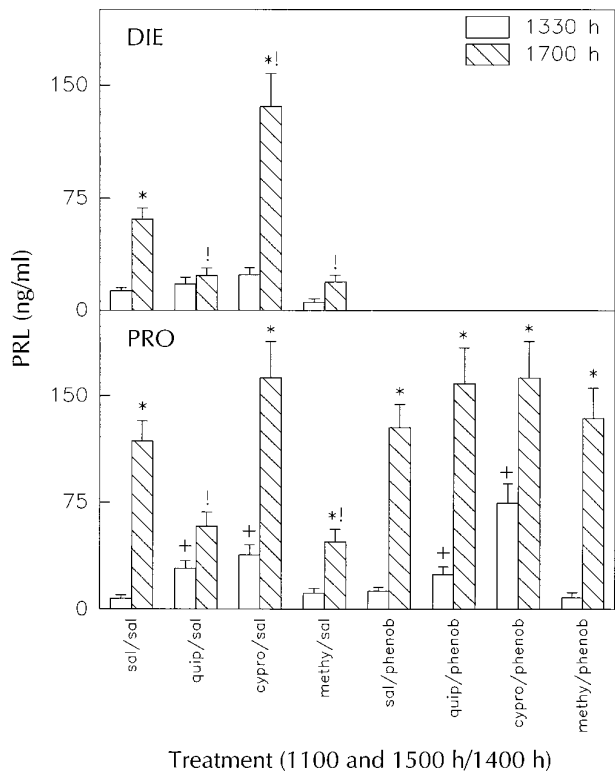 DIE
1330 h
1700 h
150
75
0
*
!
*!
!
PRL (ng/ml)
PRO
150
75
0
*
+
!
+
*
*!
*
+
*
+
*
*
sal/sal
quip/sal
cypro/sal
methy/sal
sal/phenob
quip/phenob
cypro/phenob
methy/phenob
Treatment (1100 and 1500 h/1400 h)